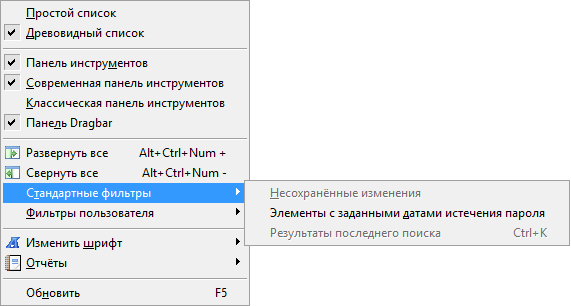 Простой список
Древовидный список
Панель инструментов
Современная панель инструментов
Классическая панель инструментов
Панель Dragbar
Развернуть все Alt+Ctrl+Num +
Свернуть все Alt+Ctrl+Num -
Стандартные фильтры
Фильтры пользователя
Изменить шрифт
Отчёты
Обновить F5
Несохранённые изменения
Элементы с заданными датами истечения пароля
Результаты последнего поиска Ctrl+K